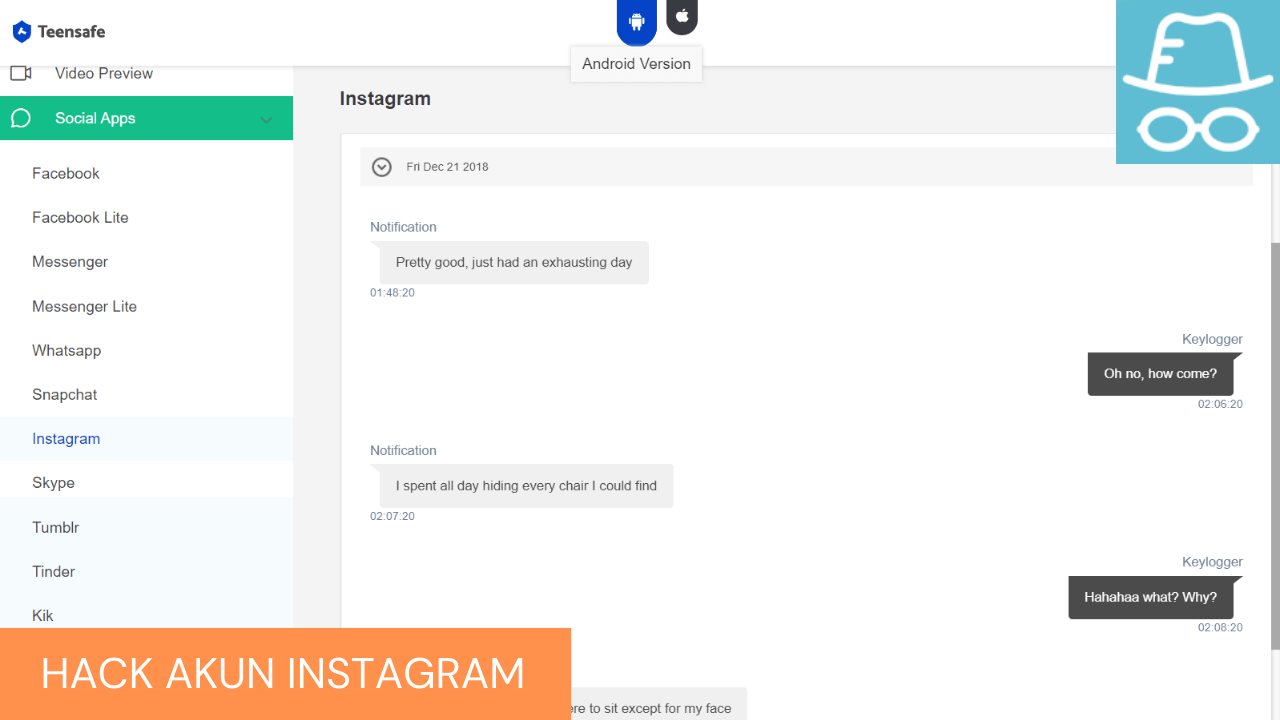 Teensafe
Android Version
Video Preview
Social Apps
Facebook
Facebook Lite
Messenger
Messenger Lite
Whatsapp
Snapchat
Instagram
Skype
Tumblr
Tinder
Kik
Instagram
Fri Dec 21 2018
Notification
Pretty good, just had an exhausting day
01:48:20
Keylogger
Oh no, how come?
02:06:20
Notification
I spent all day hiding every chair I could find
02:07:20
Keylogger
Hahahaa what? Why?
02:08:20
to sit except for my face
HACK AKUN INSTAGRAM